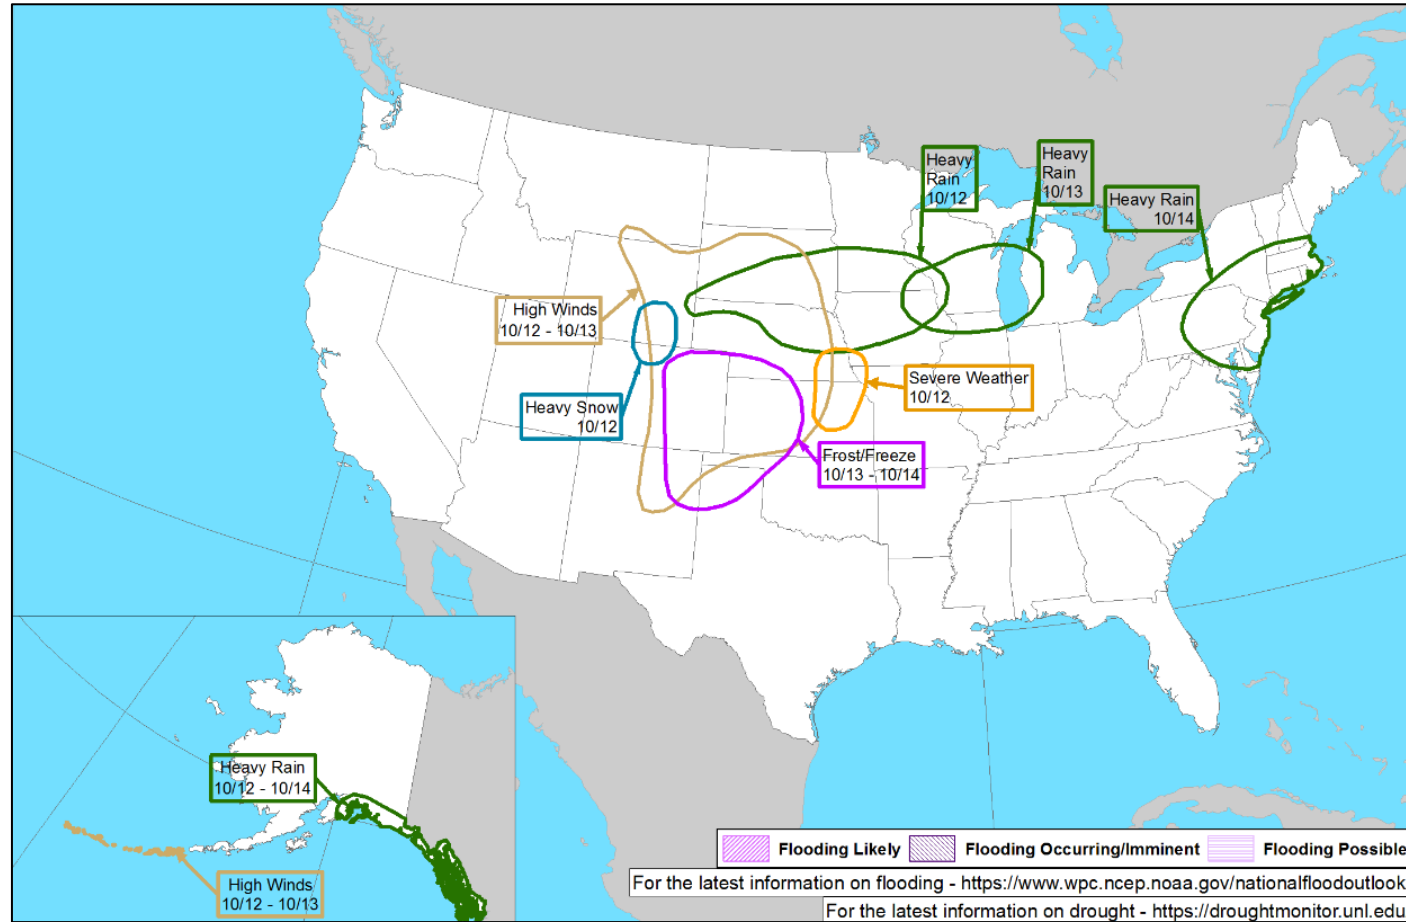 Heavy
Rain
10/12
Heavy
Rain
10/13
Heavy Rain
10/14
High Winds
10/12 - 10/13
Heavy Snow
10/12
Severe Weather
10/12
Frost/Freeze
10/13 - 10/14
Heavy Rain
10/12 - 10/14
High Winds
10/12 - 10/13
Flooding Likely
Flooding Occurring/Imminent
Flooding Possible
For the latest information on flooding - https://www.wpc.ncep.noaa.gov/nationalfloodoutlook
For the latest information on drought - https://droughtmonitor.unl.edu